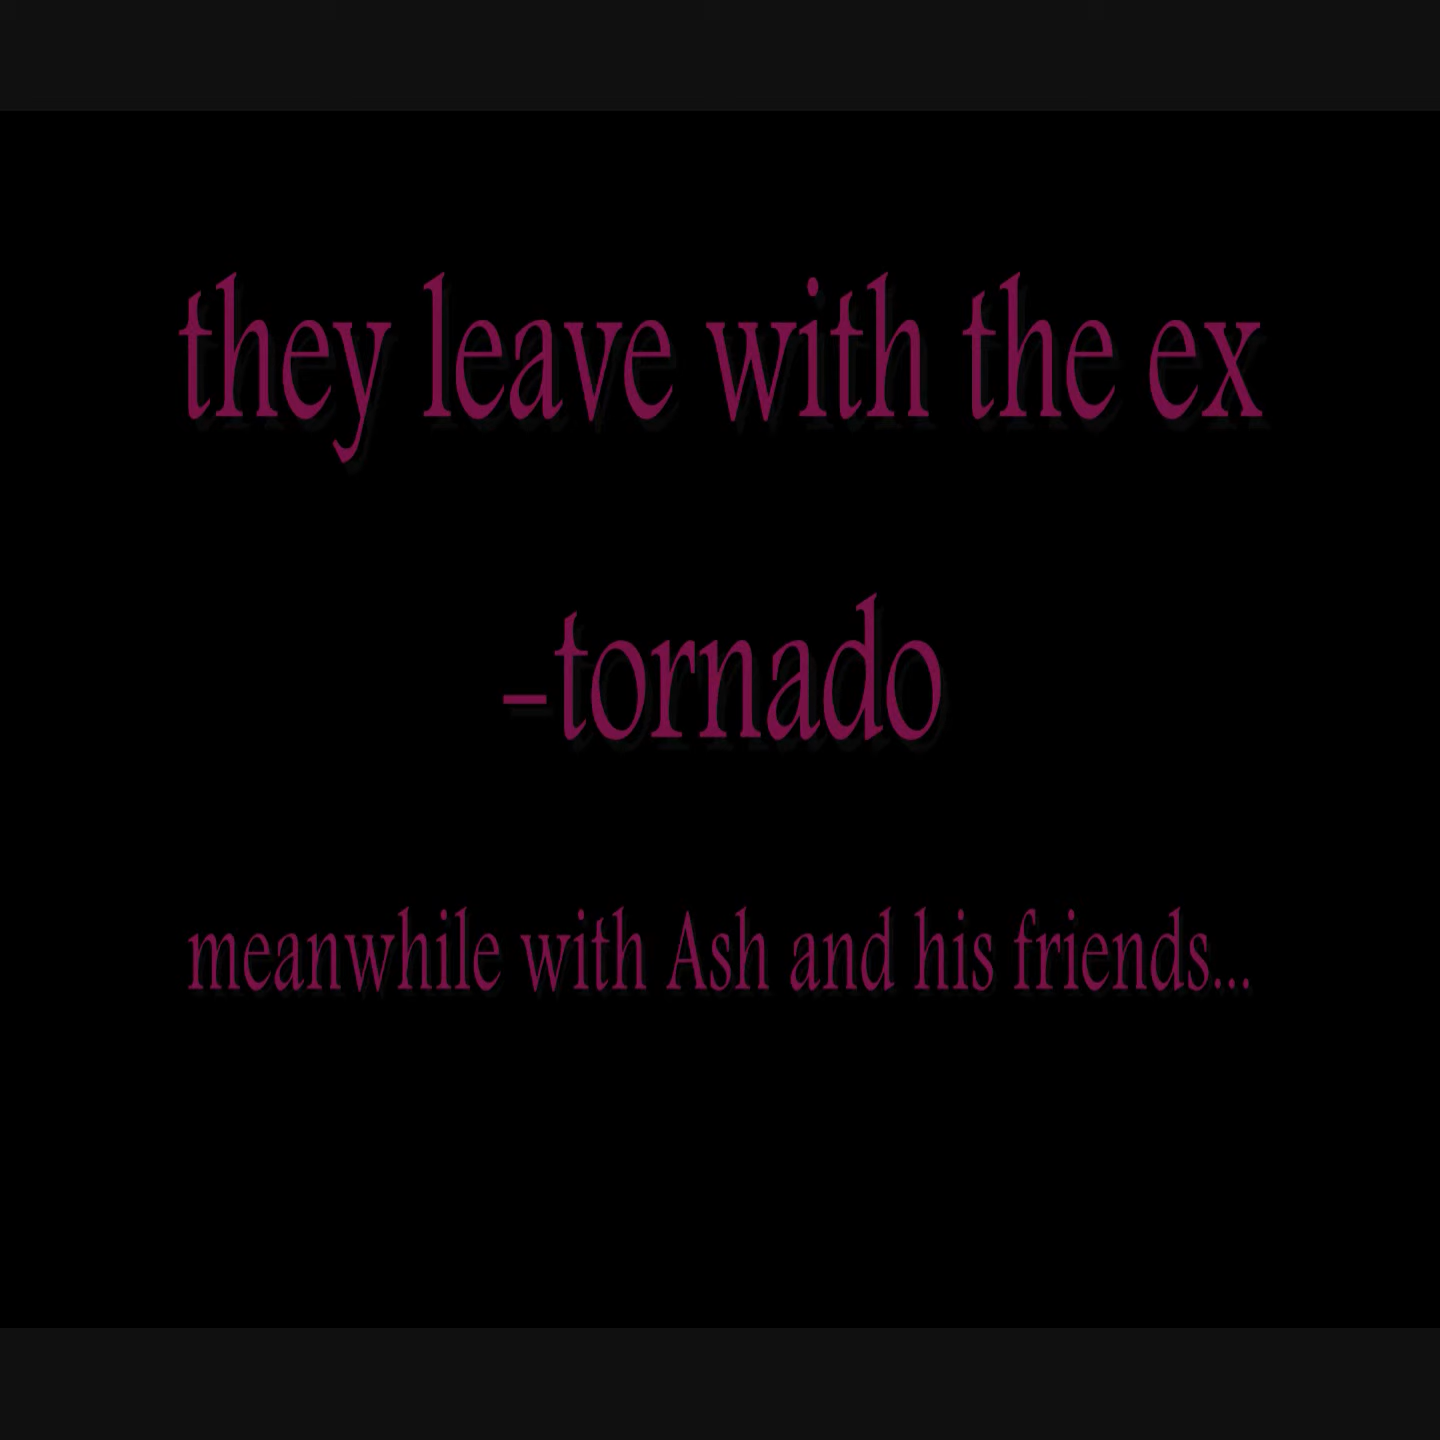 they leave with the ex
-tornado
meanwhile with Ash and his friends...